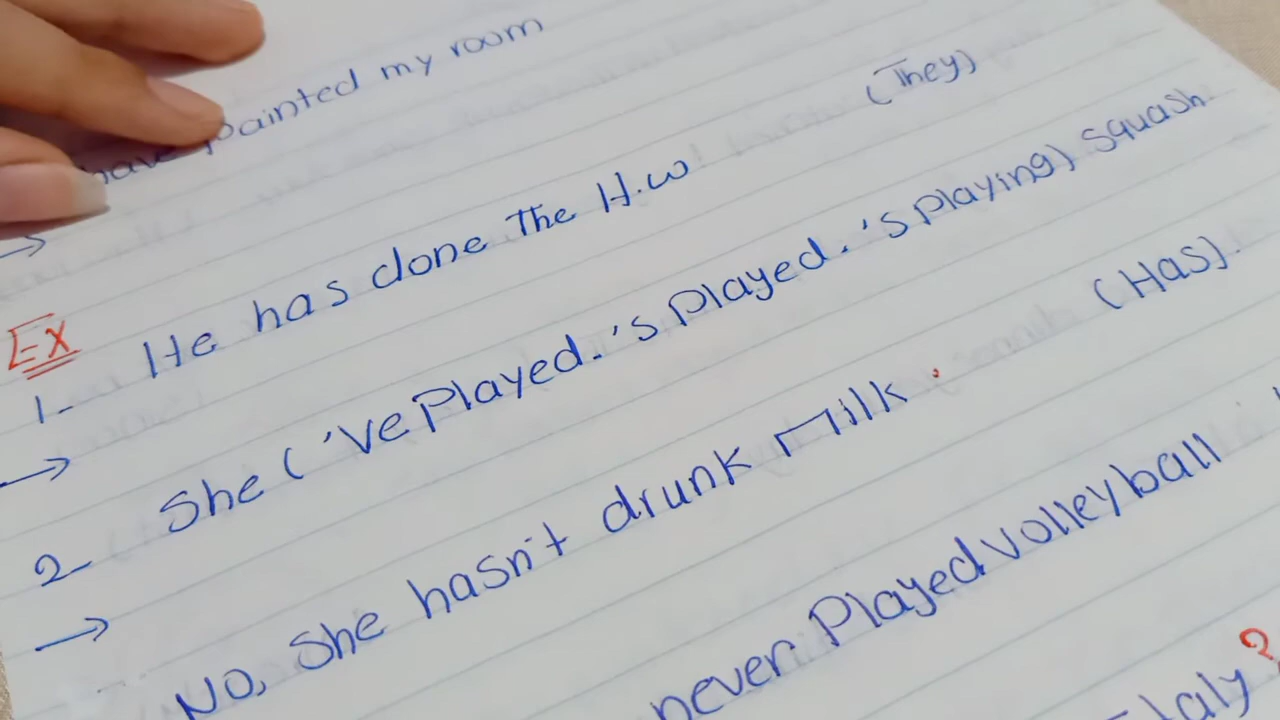 have painted my room
→
Ex
1- He has done The H.w (They)
→
2- She ('ve Played. 's Played. 's Playing) squash
→
No, She hasn't drunk Milk. (Has).
never Played volleyball